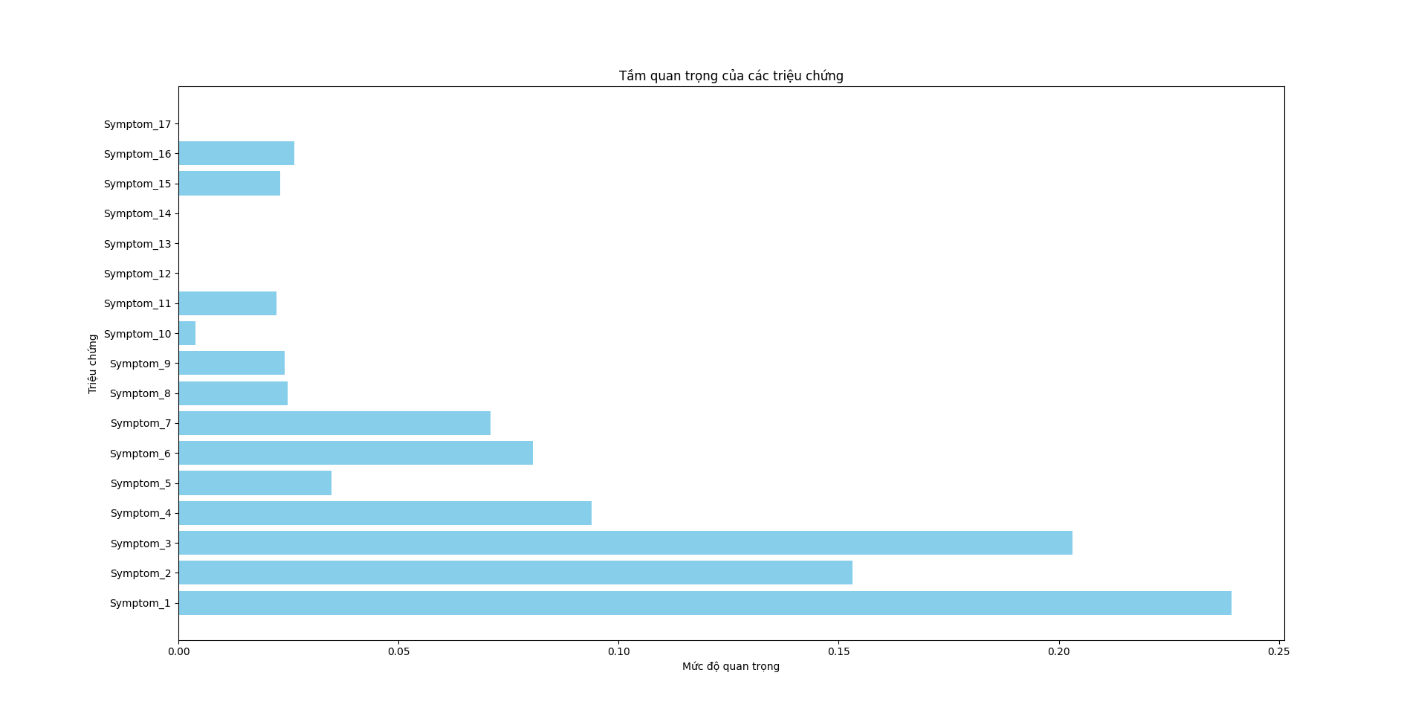 Tầm quan trọng của các triệu chứng
Symptom_17
Symptom_16
Symptom_15
Symptom_14
Symptom_13
Symptom_12
Symptom_11
Symptom_10
Symptom_9
Symptom_8
Symptom_7
Symptom_6
Symptom_5
Symptom_4
Symptom_3
Symptom_2
Symptom_1
Triệu chứng
0.00 0.05 0.10 0.15 0.20 0.25
Mức độ quan trọng